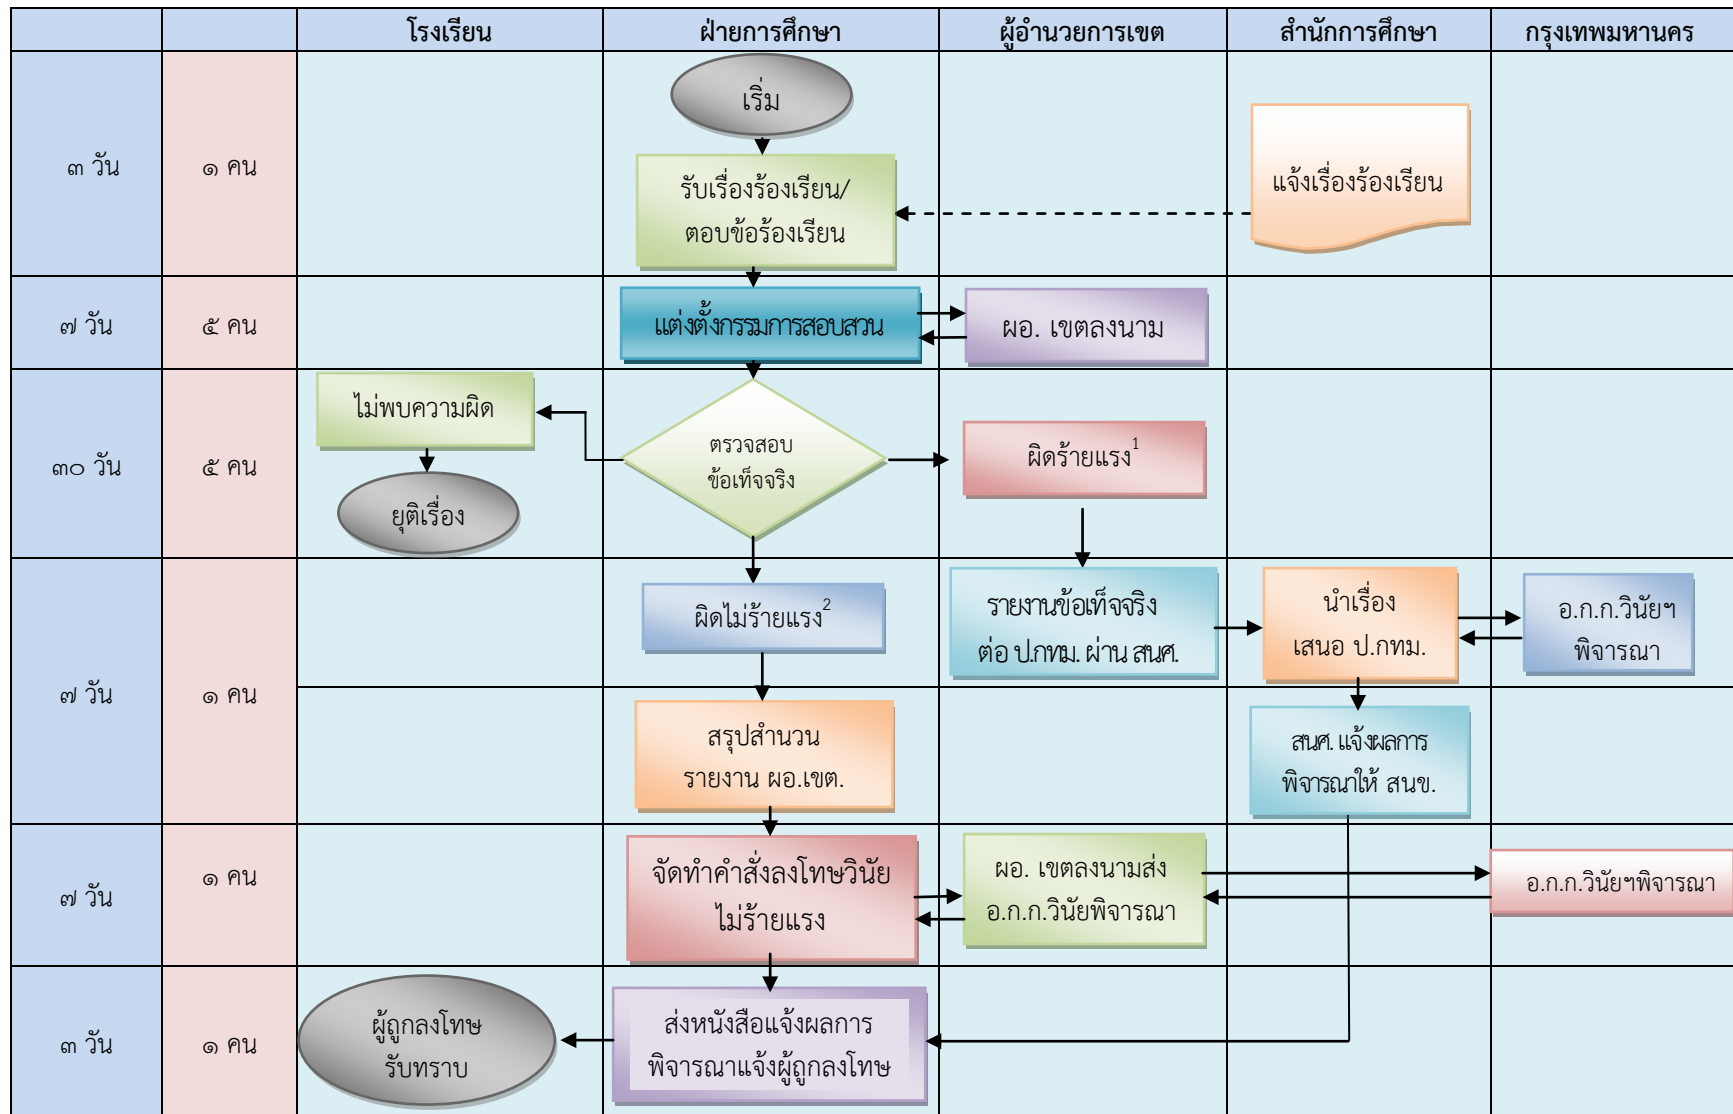 โรงเรียน
ฝ่ายการศึกษา
ผู้อำนวยการเขต
สำนักการศึกษา
กรุงเทพมหานคร
๓ วัน
๑ คน
เริ่ม
รับเรื่องร้องเรียน/
ตอบข้อร้องเรียน
แจ้งเรื่องร้องเรียน
๗ วัน
๕ คน
แต่งตั้งกรรมการสอบสวน
ผอ. เขตลงนาม
๓๐ วัน
๕ คน
ไม่พบความผิด
ยุติเรื่อง
ตรวจสอบ
ข้อเท็จจริง
ผิดร้ายแรง1
๗ วัน
๑ คน
ผิดไม่ร้ายแรง2
รายงานข้อเท็จจริง
ต่อ ป.กทม. ผ่าน สนศ.
นำเรื่อง
เสนอ ป.กทม.
อ.ก.ก.วินัยฯ
พิจารณา
สรุปสำนวน
รายงาน ผอ.เขต.
สนศ. แจ้งผลการ
พิจารณาให้ สนข.
๗ วัน
๑ คน
จัดทำคำสั่งลงโทษวินัย
ไม่ร้ายแรง
ผอ. เขตลงนามส่ง
อ.ก.ก.วินัยพิจารณา
อ.ก.ก.วินัยฯพิจารณา
๓ วัน
๑ คน
ผู้ถูกลงโทษ
รับทราบ
ส่งหนังสือแจ้งผลการ
พิจารณาแจ้งผู้ถูกลงโทษ